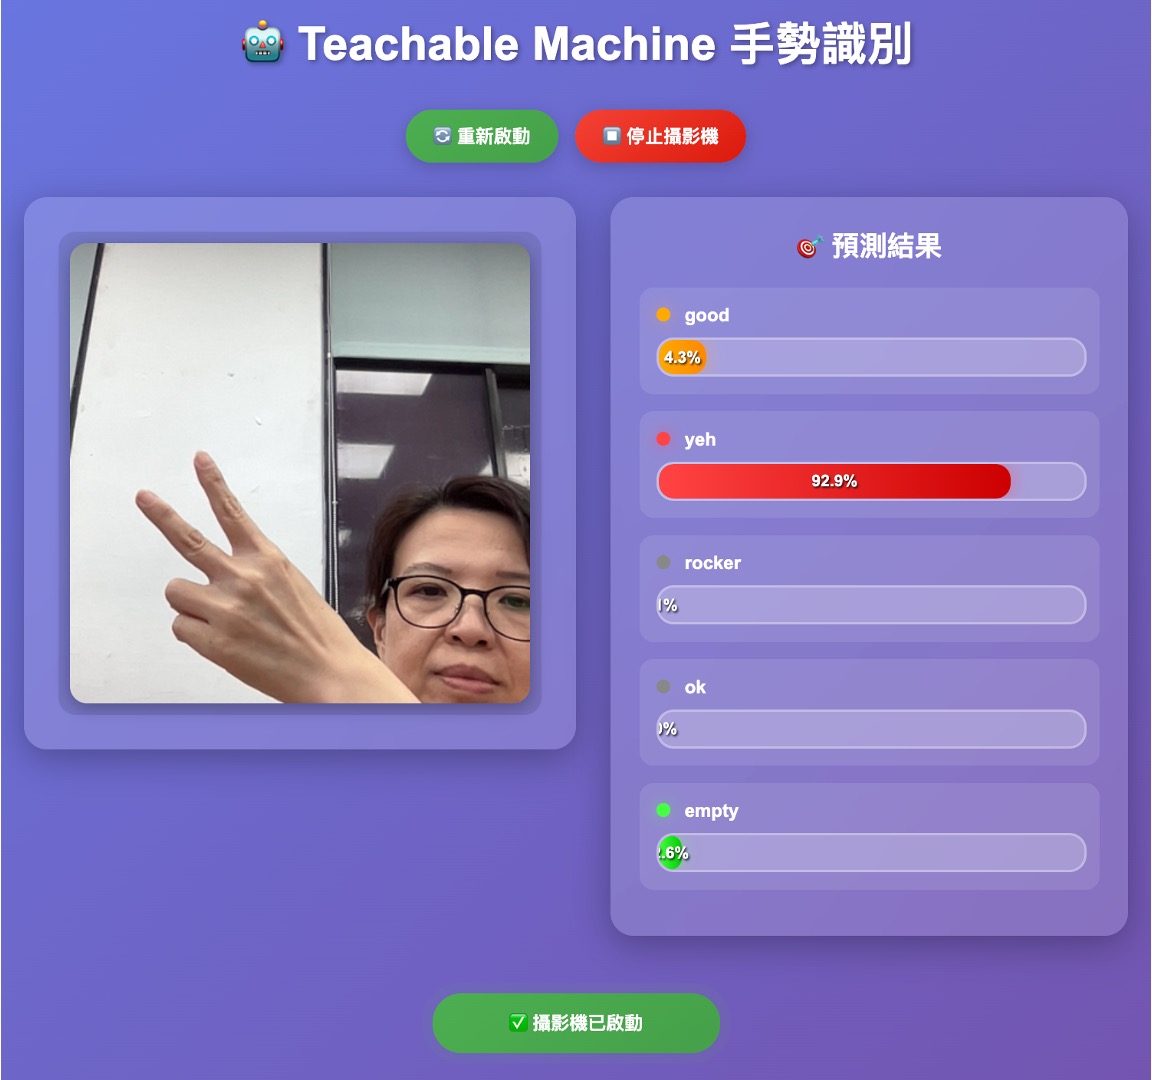 Teachable Machine 手勢識別
重新啟動
停止攝影機
預測結果
good
4.3%
yeh
92.9%
rocker
%
ok
%
empty
.6%
攝影機已啟動